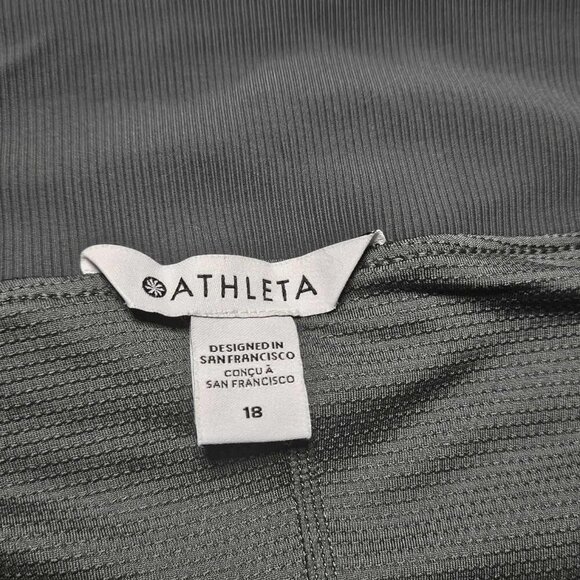 ATHLETA
DESIGNED IN
SAN FRANCISCO
CONÇU À
SAN FRANCISCO
18